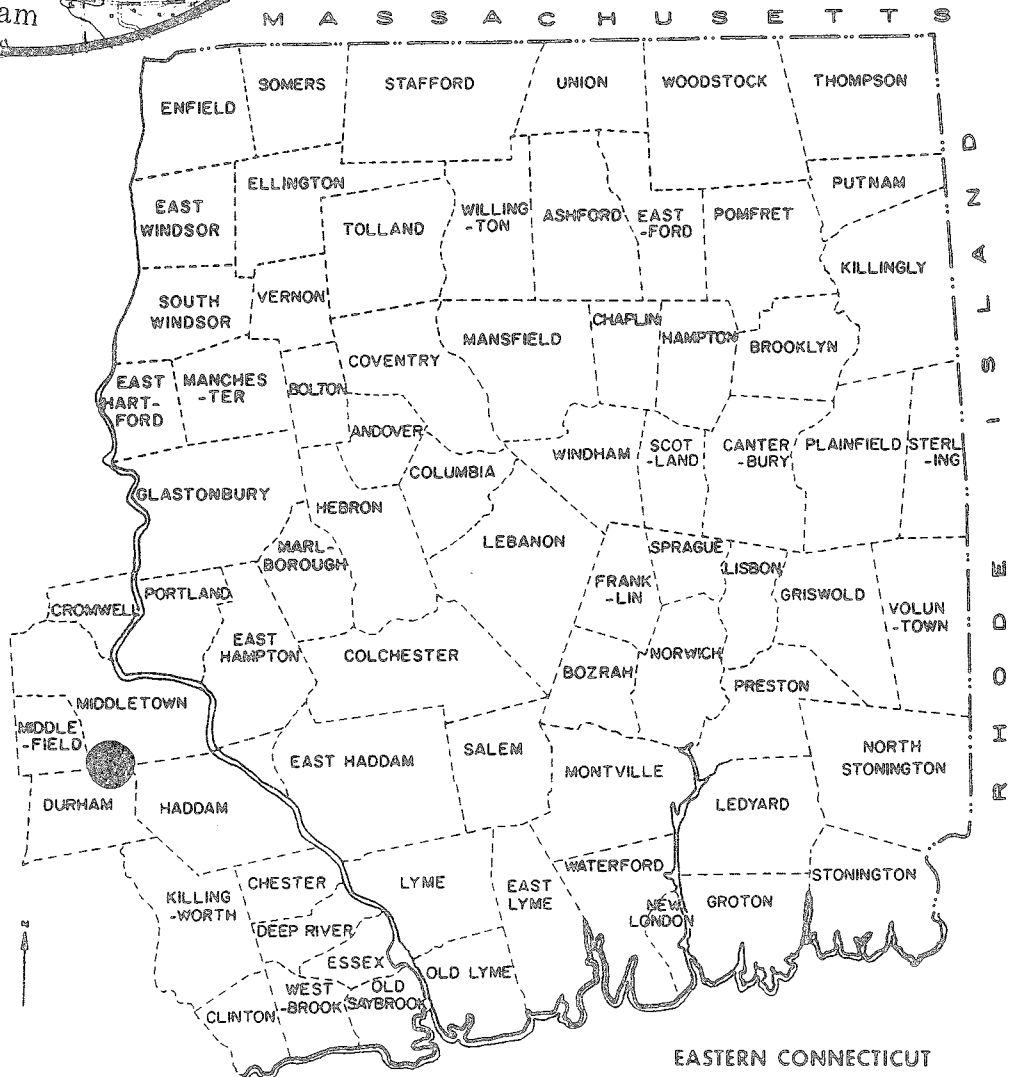 am
M A S S A C H U S E T T S
ENFIELD
SOMERS
STAFFORD
UNION
WOODSTOCK
THOMPSON
EAST
WINDSOR
ELLINGTON
TOLLAND
WILLING
-TON
ASHFORD
EAST
-FORD
POMFRET
PUTNAM
KILLINGLY
SOUTH
WINDSOR
VERNON
COVENTRY
MANSFIELD
CHAPLIN
HAMPTON
BROOKLYN
EAST
HART-
FORD
MANCHES
-TER
BOLTON
ANDOVER
COLUMBIA
WINDHAM
SCOT
-LAND
CANTER
-BURY
PLAINFIELD
STERL
-ING
GLASTONBURY
HEBRON
MARL-
BOROUGH
LEBANON
SPRAGUE
FRANK
-LIN
LISBON
GRISWOLD
VOLUN
-TOWN
CROMWELL
PORTLAND
EAST
HAMPTON
COLCHESTER
BOZRAH
NORWICH
PRESTON
MIDDLETOWN
MIDDLE
-FIELD
DURHAM
HADDAM
EAST HADDAM
SALEM
MONTVILLE
LEDYARD
NORTH
STONINGTON
KILLING
-WORTH
CHESTER
DEEP RIVER
ESSEX
LYME
EAST
LYME
WATERFORD
NEW
LONDON
GROTON
STONINGTON
CLINTON
WEST
-BROOK
OLD
SAYBROOK
OLD LYME
R H O D E I S L A N D
N
EASTERN CONNECTICUT